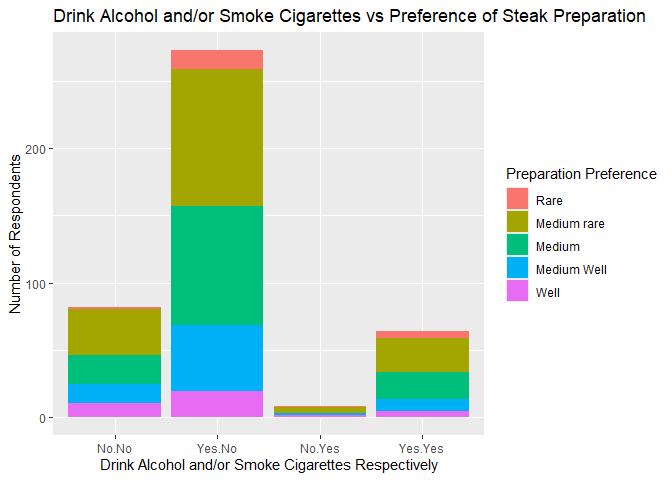 Drink Alcohol and/or Smoke Cigarettes vs Preference of Steak Preparation
Number of Respondents
200
100
0
No.No
Yes.No
No.Yes
Yes.Yes
Drink Alcohol and/or Smoke Cigarettes Respectively
Preparation Preference
Rare
Medium rare
Medium
Medium Well
Well